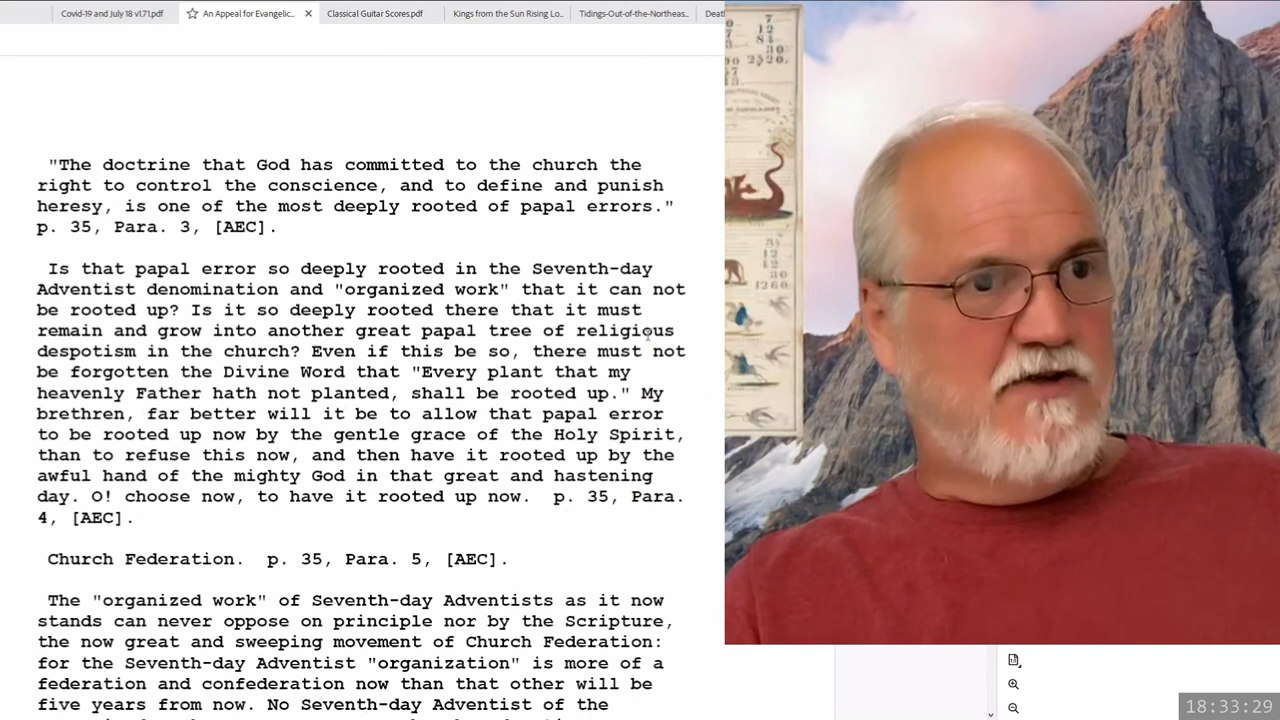 Covid-19 and July 18 v1.71.pdf
An Appeal for Evangelic...
Classical Guitar Scores.pdf
Kings from the Sun Rising Lo...
Tidings-Out-of-the-Northeas...
"The doctrine that God has committed to the church the
right to control the conscience, and to define and punish
heresy, is one of the most deeply rooted of papal errors."
p. 35, Para. 3, [AEC].
Is that papal error so deeply rooted in the Seventh-day
Adventist denomination and "organized work" that it can not
be rooted up? Is it so deeply rooted there that it must
remain and grow into another great papal tree of religious
despotism in the church? Even if this be so, there must not
be forgotten the Divine Word that "Every plant that my
heavenly Father hath not planted, shall be rooted up." My
brethren, far better will it be to allow that papal error
to be rooted up now by the gentle grace of the Holy Spirit,
than to refuse this now, and then have it rooted up by the
awful hand of the mighty God in that great and hastening
day. O! choose now, to have it rooted up now. p. 35, Para.
4, [AEC].
Church Federation. p. 35, Para. 5, [AEC].
The "organized work" of Seventh-day Adventists as it now
stands can never oppose on principle nor by the Scripture,
the now great and sweeping movement of Church Federation:
for the Seventh-day Adventist "organization" is more of a
federation and confederation now than that other will be
five years from now. No Seventh-day Adventist of the
7
12
30
2520.
12
30
1260
18:33:29